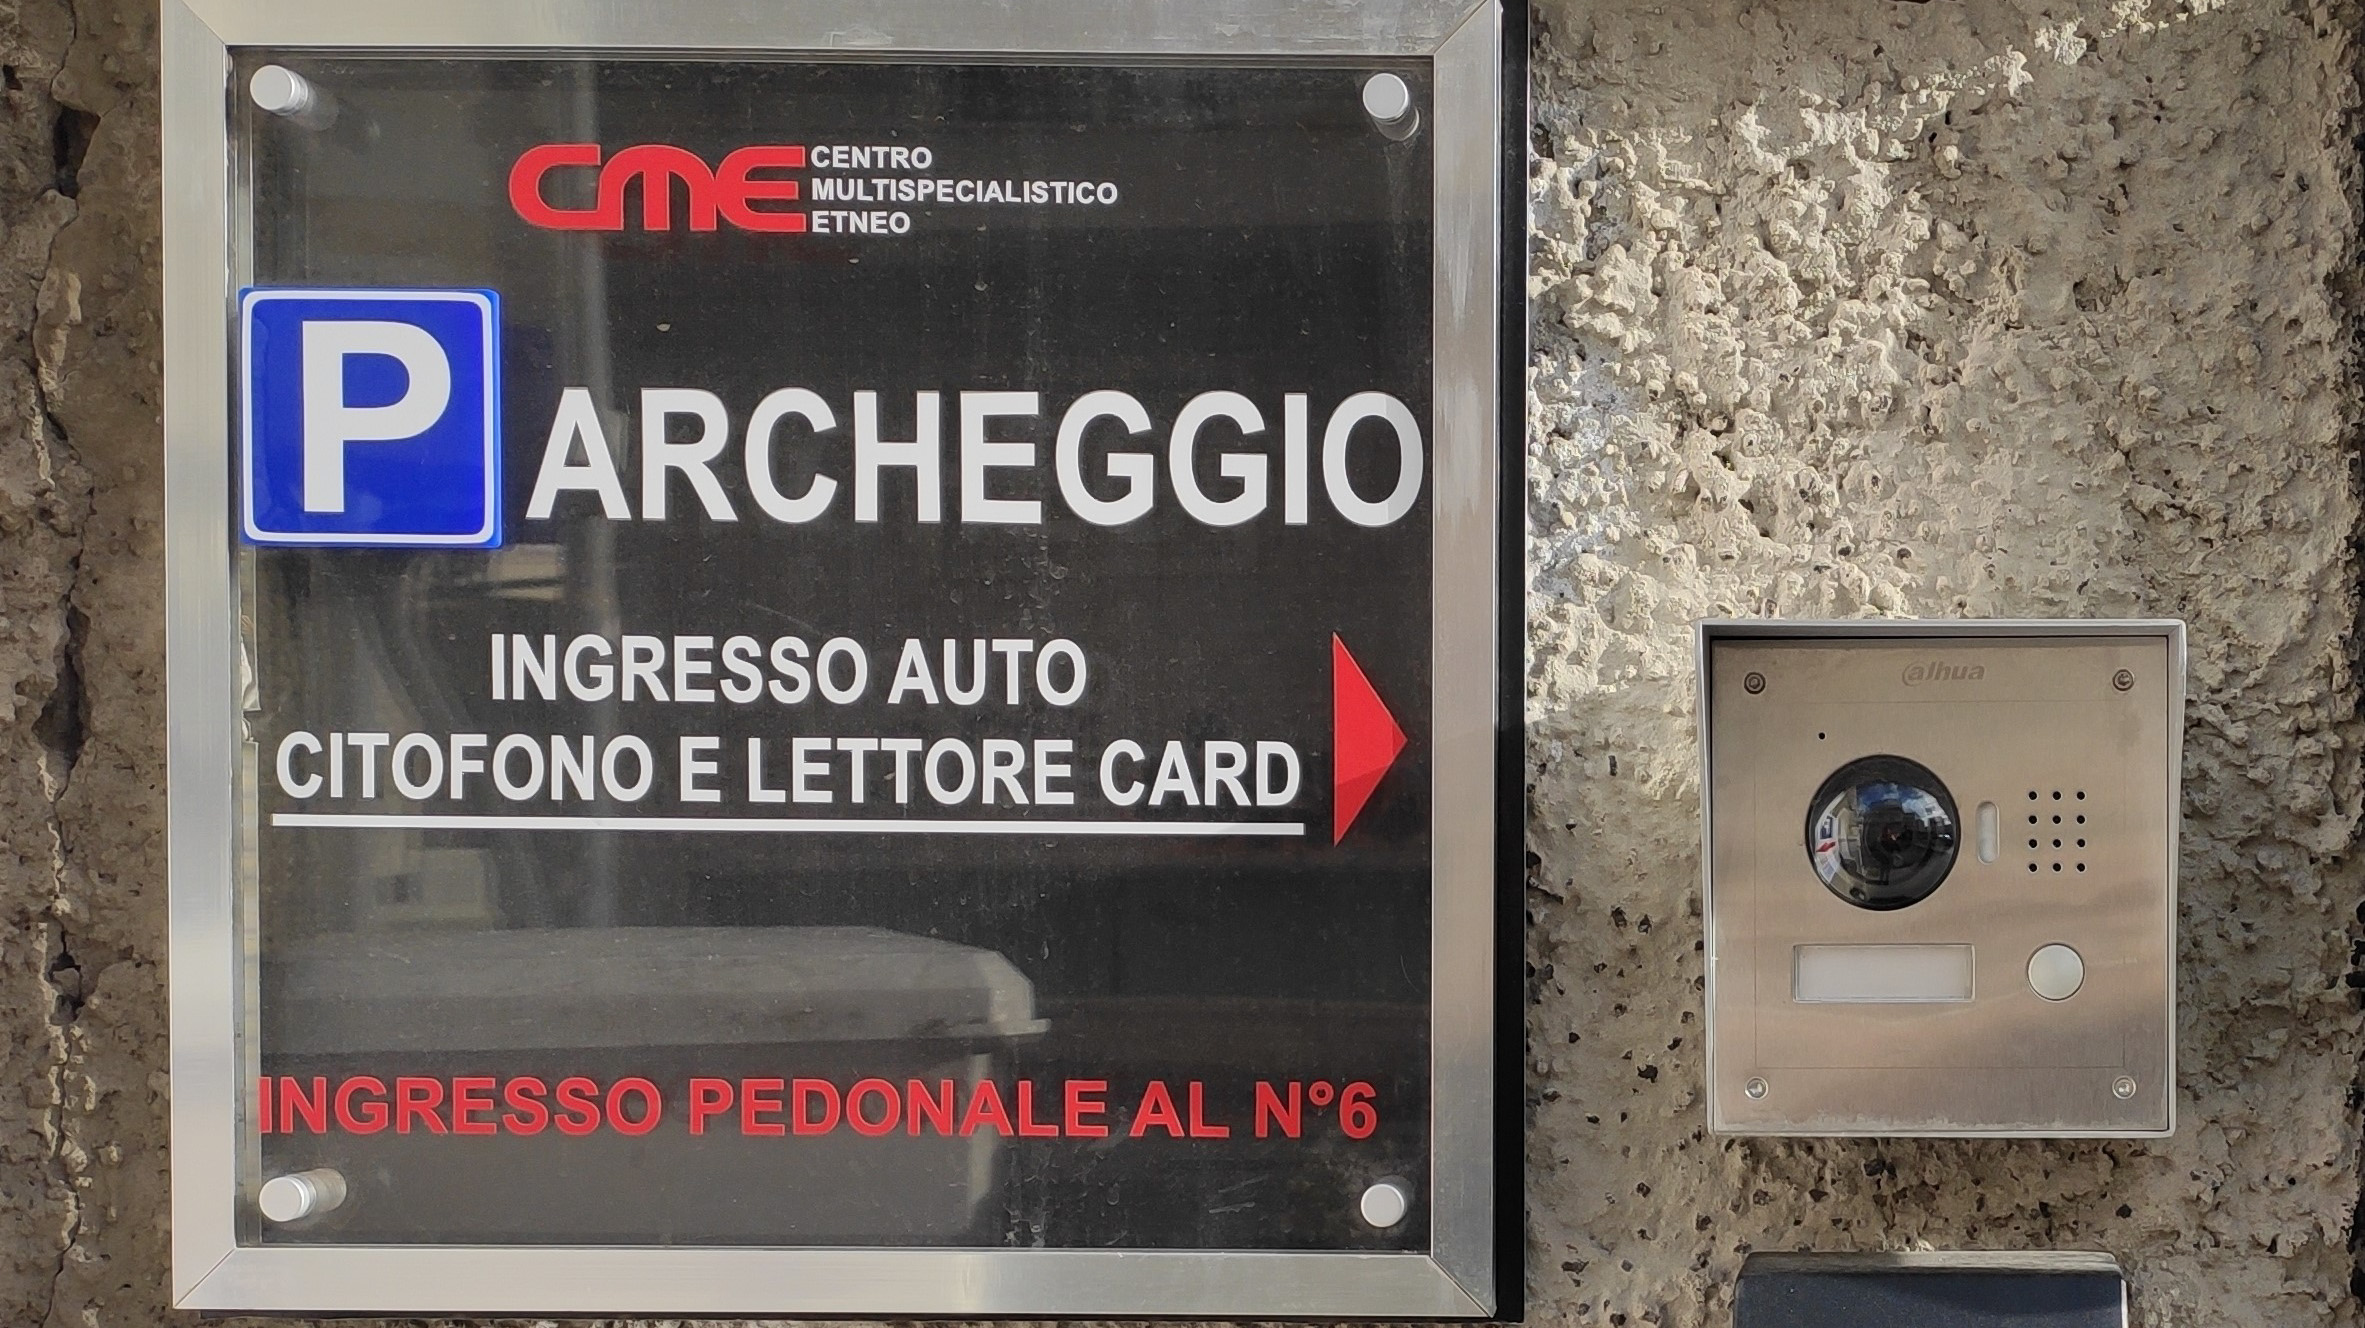 CME CENTRO
MULTISPECIALISTICO
ETNEO
PARCHEGGIO
INGRESSO AUTO
CITOFONO E LETTORE CARD
INGRESSO PEDONALE AL N°6
alhua